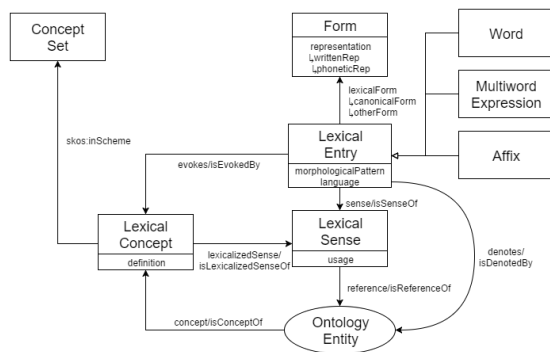 Concept
Set
Form
representation
↳writtenRep
↳phoneticRep
Word
Multiword
Expression
Affix
lexicalForm
↳canonicalForm
↳otherForm
skos:inScheme
Lexical
Entry
morphologicalPattern
language
evokes/isEvokedBy
sense/isSenseOf
Lexical
Concept
definition
lexicalizedSense/
isLexicalizedSenseOf
Lexical
Sense
usage
denotes/
isDenotedBy
reference/isReferenceOf
concept/isConceptOf
Ontology
Entity